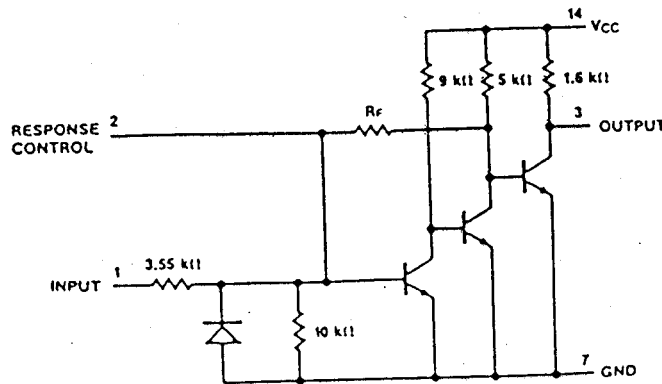 14 VCC
9 kΩ 5 kΩ 1.6 kΩ
RF
2
RESPONSE
CONTROL
3 OUTPUT
INPUT 1 3.55 kΩ
10 kΩ
7 GND